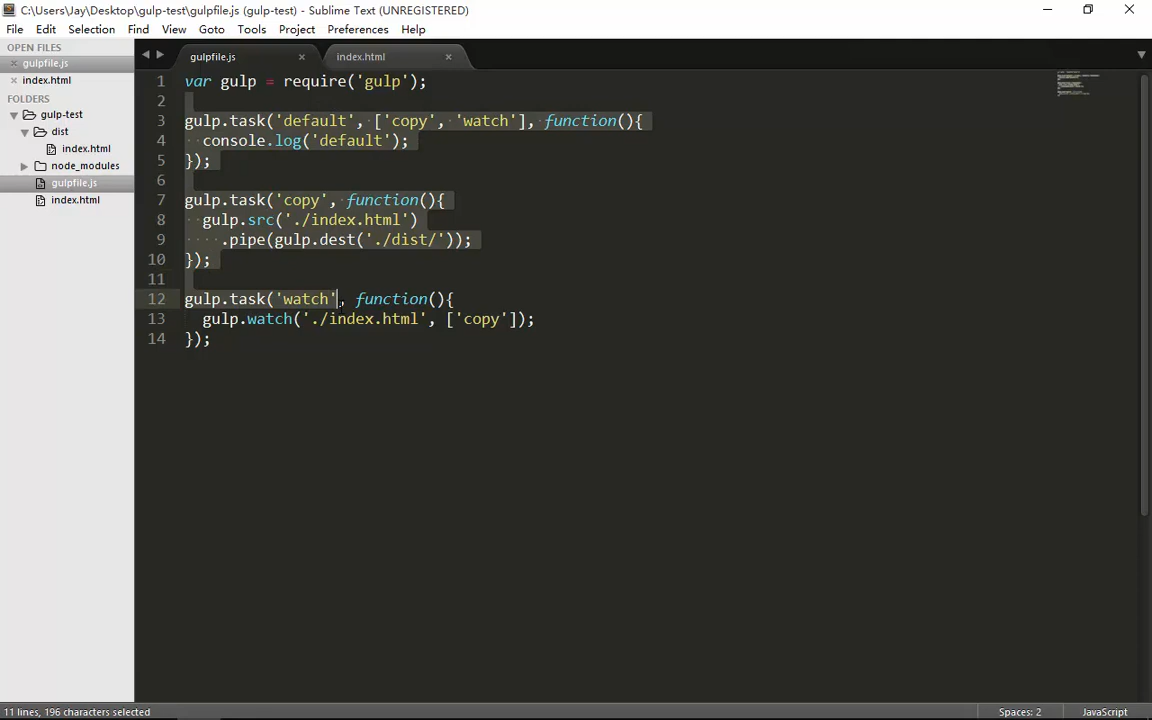 C:\Users\Jay\Desktop\gulp-test\gulpfile.js (gulp-test) - Sublime Text (UNREGISTERED)
File Edit Selection Find View Goto Tools Project Preferences Help
OPEN FILES
gulpfile.js
index.html
FOLDERS
gulp-test
dist
index.html
node_modules
gulpfile.js
index.html
gulpfile.js index.html
1 var gulp = require('gulp');
2
3 gulp.task('default', ['copy', 'watch'], function(){
4   console.log('default');
5 });
6
7 gulp.task('copy', function(){
8   gulp.src('./index.html')
9     .pipe(gulp.dest('./dist/'));
10 });
11
12 gulp.task('watch', function(){
13   gulp.watch('./index.html', ['copy']);
14 });
11 lines, 196 characters selected
Spaces: 2
JavaScript